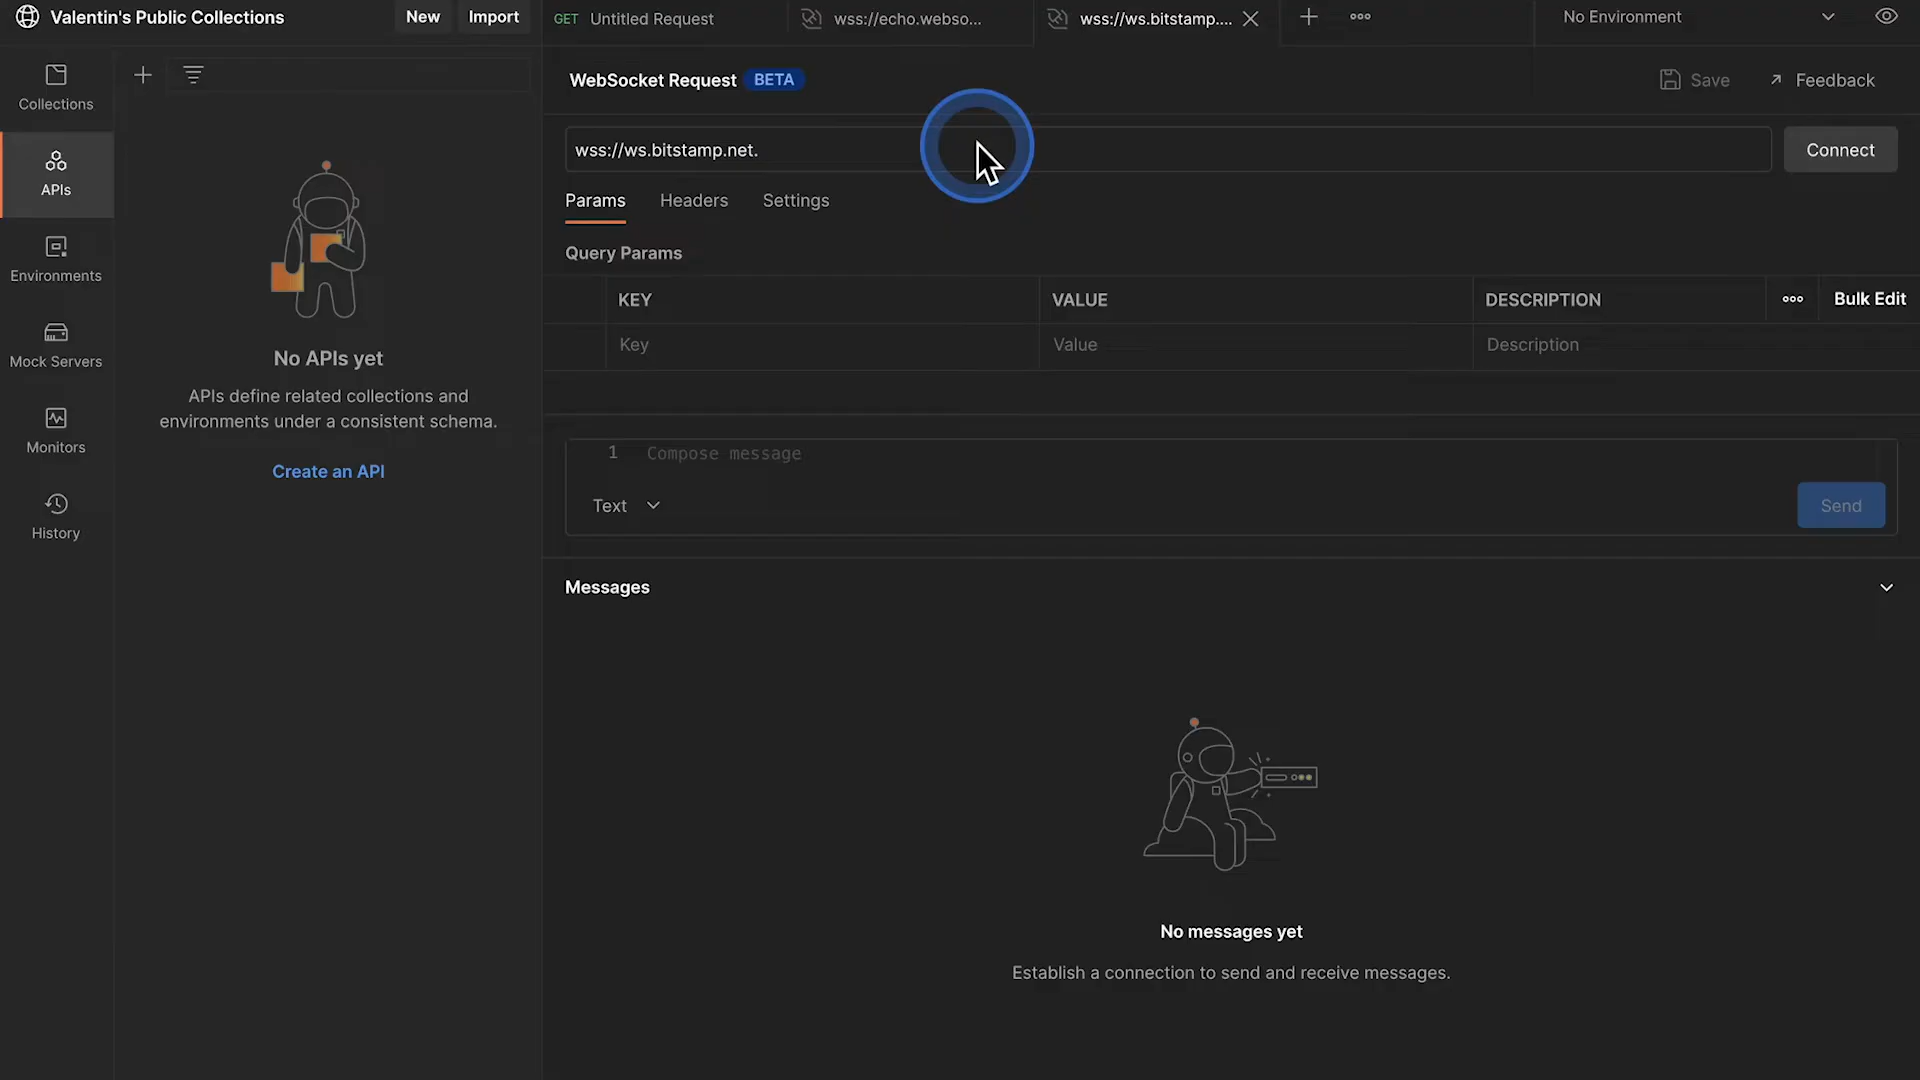 Valentin's Public Collections
New
Import
GET Untitled Request
wss://echo.webso...
wss://ws.bitstamp....
No Environment
Collections
APIs
Environments
Mock Servers
Monitors
History
No APIs yet
APIs define related collections and
environments under a consistent schema.
Create an API
WebSocket Request BETA
Save
Feedback
wss://ws.bitstamp.net.
Connect
Params
Headers
Settings
Query Params
KEY
VALUE
DESCRIPTION
Bulk Edit
Key
Value
Description
1 Compose message
Text
Send
Messages
No messages yet
Establish a connection to send and receive messages.